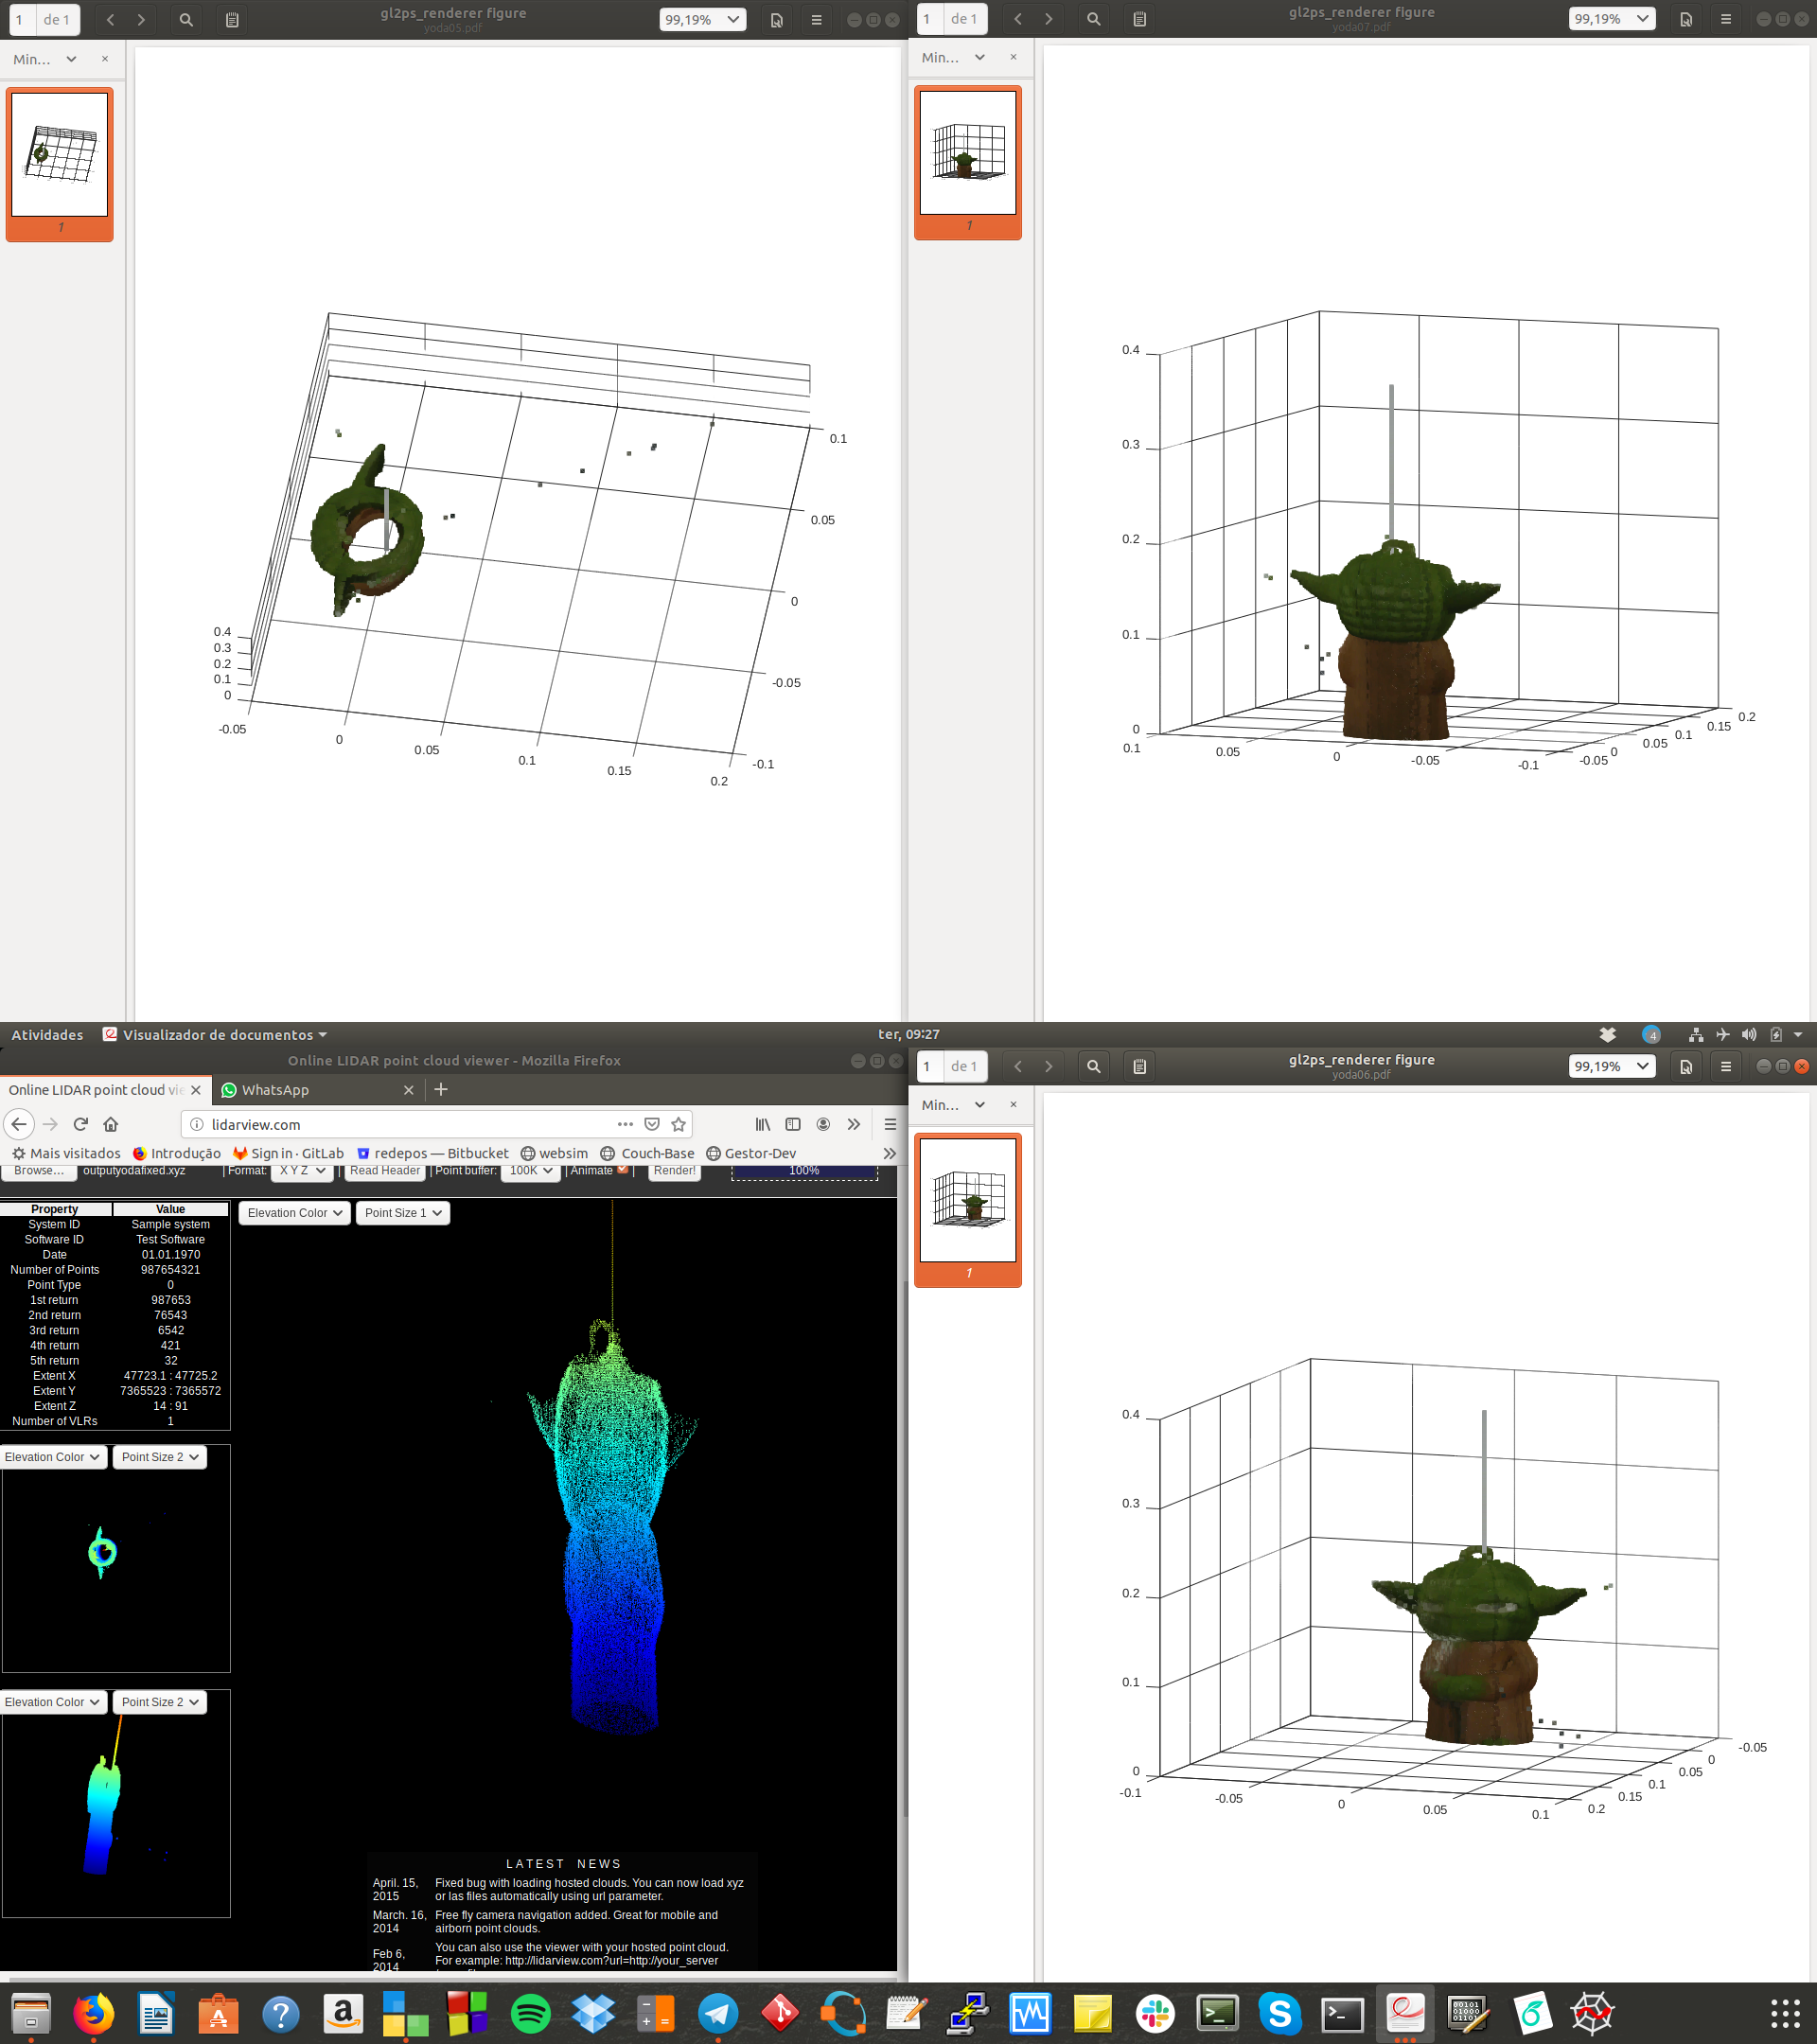 1 de 1
gl2ps_renderer figure
yoda05.pdf
99,19%
Min...
1
0.1
0.05
0
-0.05
-0.1
0.4
0.3
0.2
0.1
0
-0.05
0
0.05
0.1
0.15
0.2
1 de 1
gl2ps_renderer figure
yoda07.pdf
99,19%
Min...
1
0.4
0.3
0.2
0.1
0
0.1
0.05
0
-0.05
-0.1
-0.05
0
0.05
0.1
0.15
0.2
Atividades Visualizador de documentos ter, 09:27 4
Online LIDAR point cloud viewer - Mozilla Firefox
Online LIDAR point cloud vie WhatsApp
lidarview.com
Mais visitados Introdução Sign in · GitLab redepos — Bitbucket websim Couch-Base Gestor-Dev
Browse... outputyodafixed.xyz | Format: X Y Z | Read Header | Point buffer: 100K | Animate | Render! 100%
Property Value
System ID Sample system
Software ID Test Software
Date 01.01.1970
Number of Points 987654321
Point Type 0
1st return 987653
2nd return 76543
3rd return 6542
4th return 421
5th return 32
Extent X 47723.1 : 47725.2
Extent Y 7365523 : 7365572
Extent Z 14 : 91
Number of VLRs 1
Elevation Color Point Size 1
Elevation Color Point Size 2
Elevation Color Point Size 2
LATEST NEWS
April. 15, 2015
Fixed bug with loading hosted clouds. You can now load xyz
or las files automatically using url parameter.
March. 16, 2014
Free fly camera navigation added. Great for mobile and
airborn point clouds.
Feb 6, 2014
You can also use the viewer with your hosted point cloud.
For example: http://lidarview.com?url=http://your_server
1 de 1
gl2ps_renderer figure
yoda06.pdf
99,19%
Min...
1
0.4
0.3
0.2
0.1
0
-0.1
-0.05
0
0.05
0.1
0.2
0.15
0.1
0.05
0
-0.05